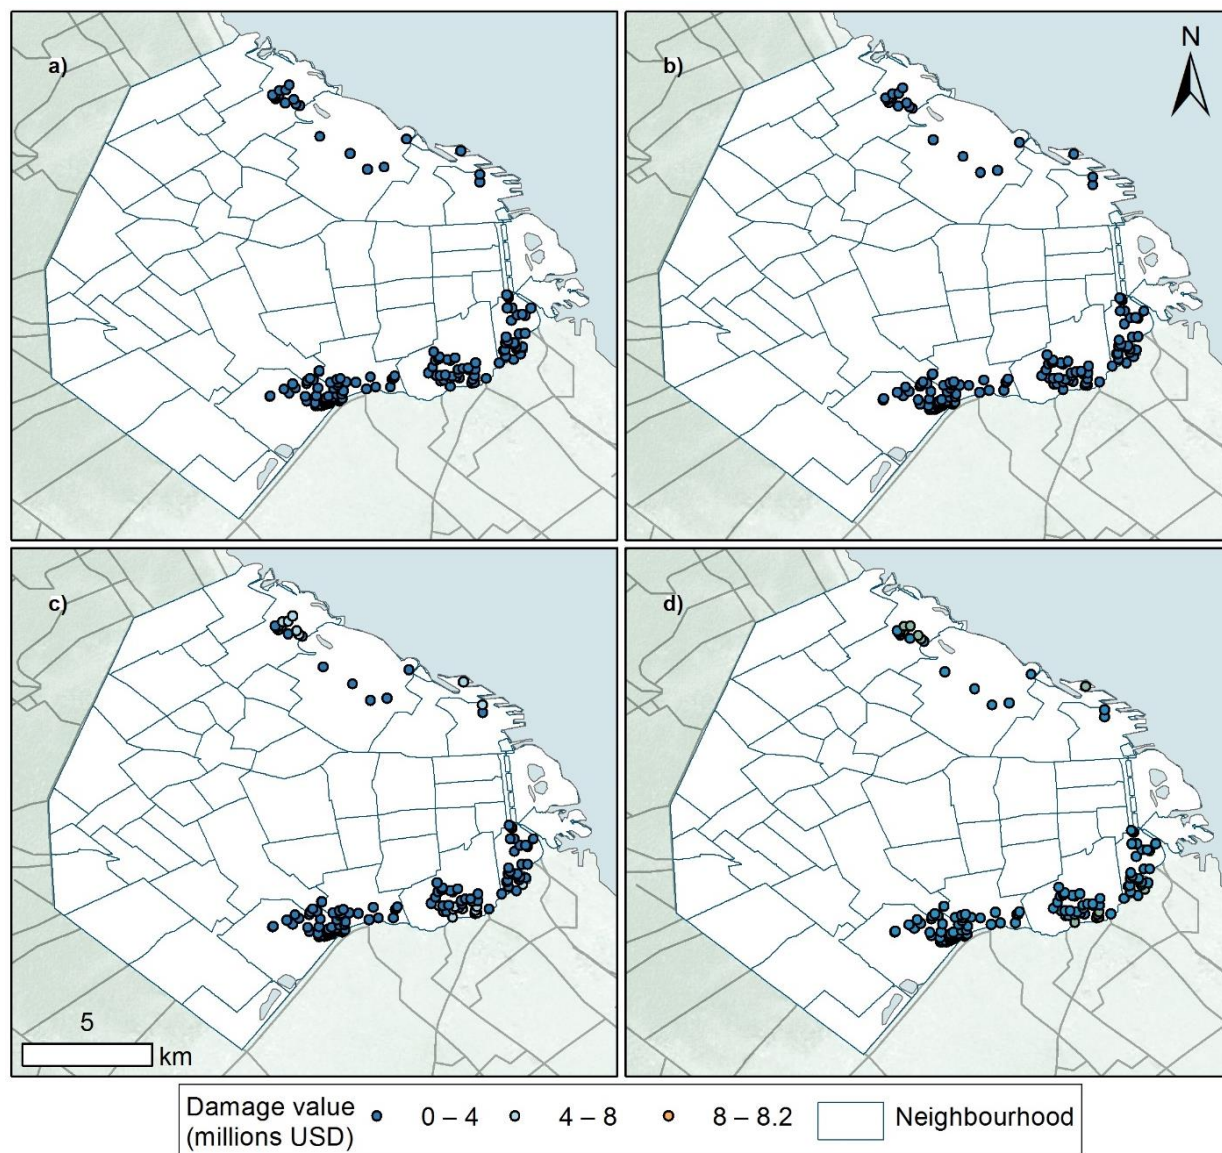 a)
b)
N
c)
d)
5
km
Damage value
(millions USD)
0 – 4
4 – 8
8 – 8.2
Neighbourhood